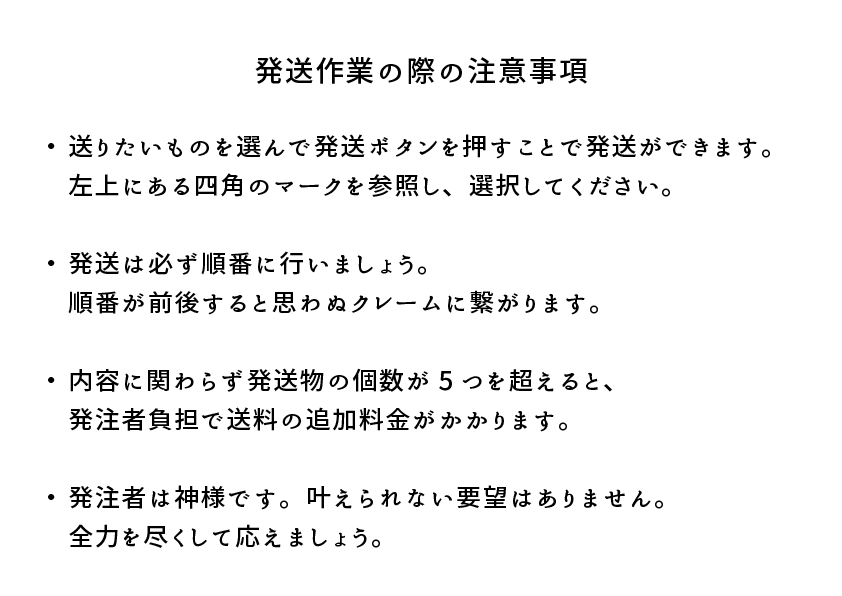 発送作業の際の注意事項
・送りたいものを選んで発送ボタンを押すことで発送ができます。
左上にある四角のマークを参照し、選択してください。
・発送は必ず順番に行いましょう。
順番が前後すると思わぬクレームに繋がります。
・内容に関わらず発送物の個数が5つを超えると、
発注者負担で送料の追加料金がかかります。
・発注者は神様です。叶えられない要望はありません。
全力を尽くして応えましょう。